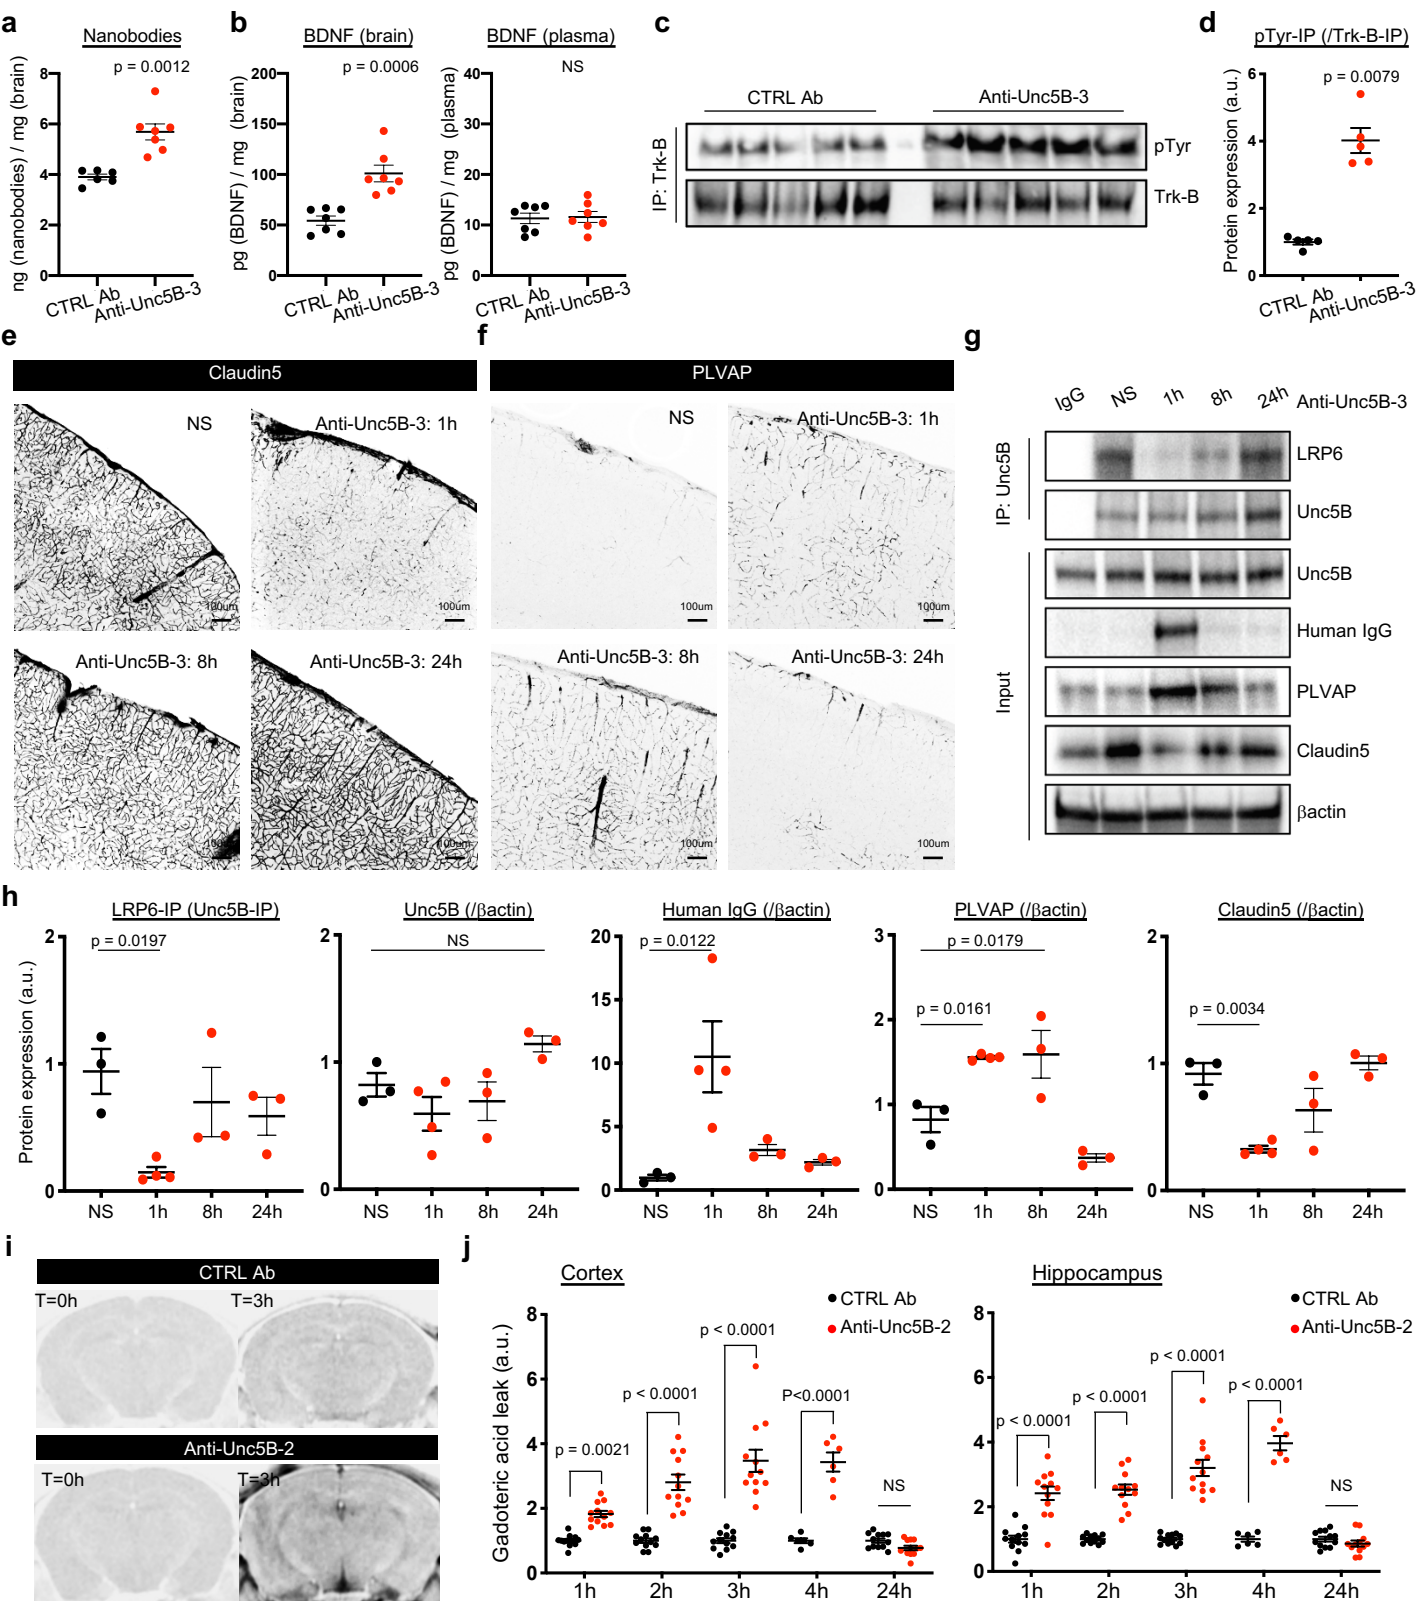 a
Nanobodies
p = 0.0012
ng (nanobodies) / mg (brain)
8
6
4
2
0
CTRL Ab
Anti-Unc5B-3
b
BDNF (brain)
p = 0.0006
pg (BDNF) / mg (brain)
200
150
100
50
0
CTRL Ab
Anti-Unc5B-3
BDNF (plasma)
NS
pg (BDNF) / mg (plasma)
40
30
20
10
0
CTRL Ab
Anti-Unc5B-3
c
CTRL Ab
Anti-Unc5B-3
IP: Trk-B
pTyr
Trk-B
d
pTyr-IP (/Trk-B-IP)
p = 0.0079
Protein expression (a.u.)
6
4
2
0
CTRL Ab
Anti-Unc5B-3
e
Claudin5
NS
100um
Anti-Unc5B-3: 1h
100um
Anti-Unc5B-3: 8h
100um
Anti-Unc5B-3: 24h
100um
f
PLVAP
NS
100um
Anti-Unc5B-3: 1h
100um
Anti-Unc5B-3: 8h
100um
Anti-Unc5B-3: 24h
100um
g
IgG NS 1h 8h 24h Anti-Unc5B-3
IP: Unc5B
LRP6
Unc5B
Input
Unc5B
Human IgG
PLVAP
Claudin5
βactin
h
LRP6-IP (Unc5B-IP)
p = 0.0197
Protein expression (a.u.)
2
1
0
NS 1h 8h 24h
Unc5B (/βactin)
NS
2
1
0
NS 1h 8h 24h
Human IgG (/βactin)
p = 0.0122
20
15
10
5
0
NS 1h 8h 24h
PLVAP (/βactin)
p = 0.0179
p = 0.0161
3
2
1
0
NS 1h 8h 24h
Claudin5 (/βactin)
p = 0.0034
2
1
0
NS 1h 8h 24h
i
CTRL Ab
T=0h
T=3h
Anti-Unc5B-2
T=0h
T=3h
j
Cortex
CTRL Ab
Anti-Unc5B-2
Gadoteric acid leak (a.u.)
8
6
4
2
0
p = 0.0021
p < 0.0001
p < 0.0001
P<0.0001
NS
1h 2h 3h 4h 24h
Hippocampus
CTRL Ab
Anti-Unc5B-2
8
6
4
2
0
p < 0.0001
p < 0.0001
p < 0.0001
p < 0.0001
NS
1h 2h 3h 4h 24h